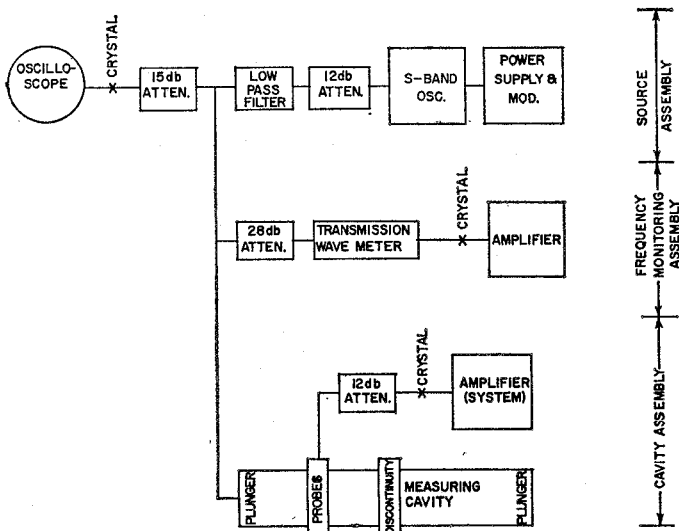 OSCILLO-
SCOPE
CRYSTAL
15db
ATTEN.
LOW
PASS
FILTER
12db
ATTEN.
S-BAND
OSC.
POWER
SUPPLY &
MOD.
SOURCE
ASSEMBLY
28db
ATTEN.
TRANSMISSION
WAVE METER
CRYSTAL
AMPLIFIER
FREQUENCY
MONITORING
ASSEMBLY
12db
ATTEN.
CRYSTAL
AMPLIFIER
(SYSTEM)
PLUNGER
PROBES
DISCONTINUITY
MEASURING
CAVITY
PLUNGER
CAVITY ASSEMBLY